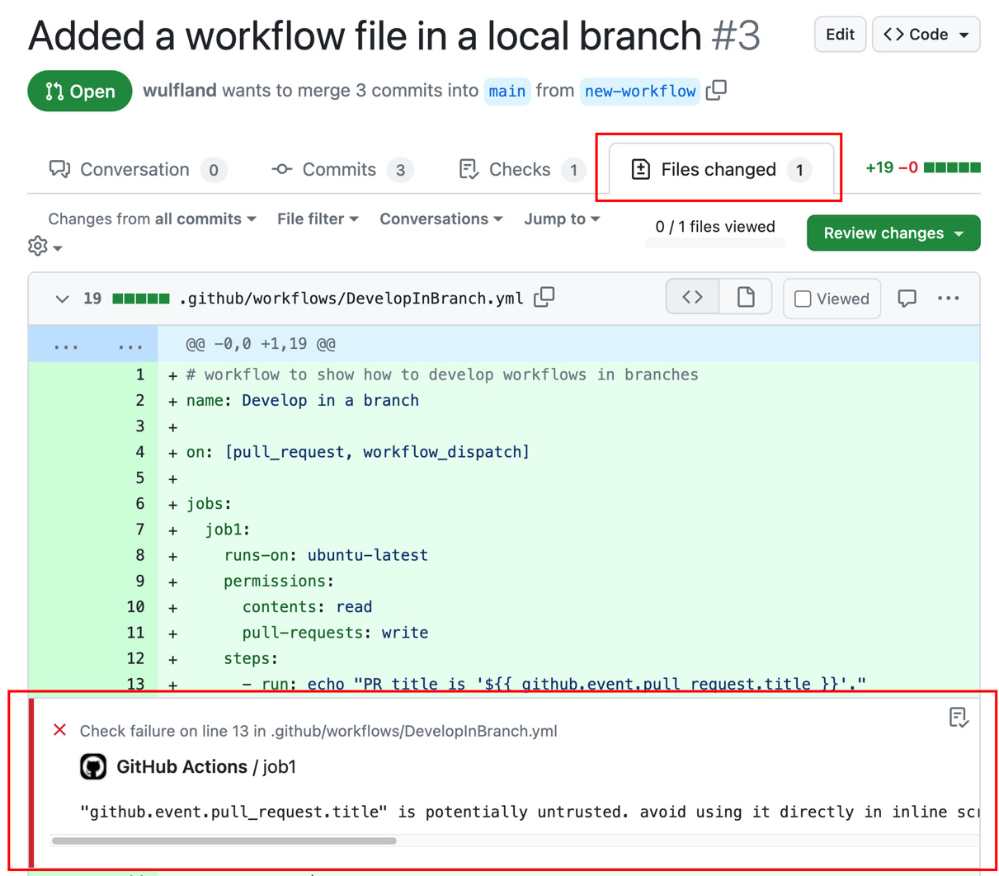 Added a workflow file in a local branch #3
Edit
<> Code
Open
wulfland wants to merge 3 commits into main from new-workflow
Conversation 0
Commits 3
Checks 1
Files changed 1
+19 −0
Changes from all commits
File filter
Conversations
Jump to
0 / 1 files viewed
Review changes
19 .github/workflows/DevelopInBranch.yml
<>
Viewed
...
... ... @@ -0,0 +1,19 @@
1 + # workflow to show how to develop workflows in branches
2 + name: Develop in a branch
3 +
4 + on: [pull_request, workflow_dispatch]
5 +
6 + jobs:
7 + job1:
8 + runs-on: ubuntu-latest
9 + permissions:
10 + contents: read
11 + pull-requests: write
12 + steps:
13 + - run: echo "PR title is '${{ github.event.pull_request.title }}'."
Check failure on line 13 in .github/workflows/DevelopInBranch.yml
GitHub Actions / job1
"github.event.pull_request.title" is potentially untrusted. avoid using it directly in inline